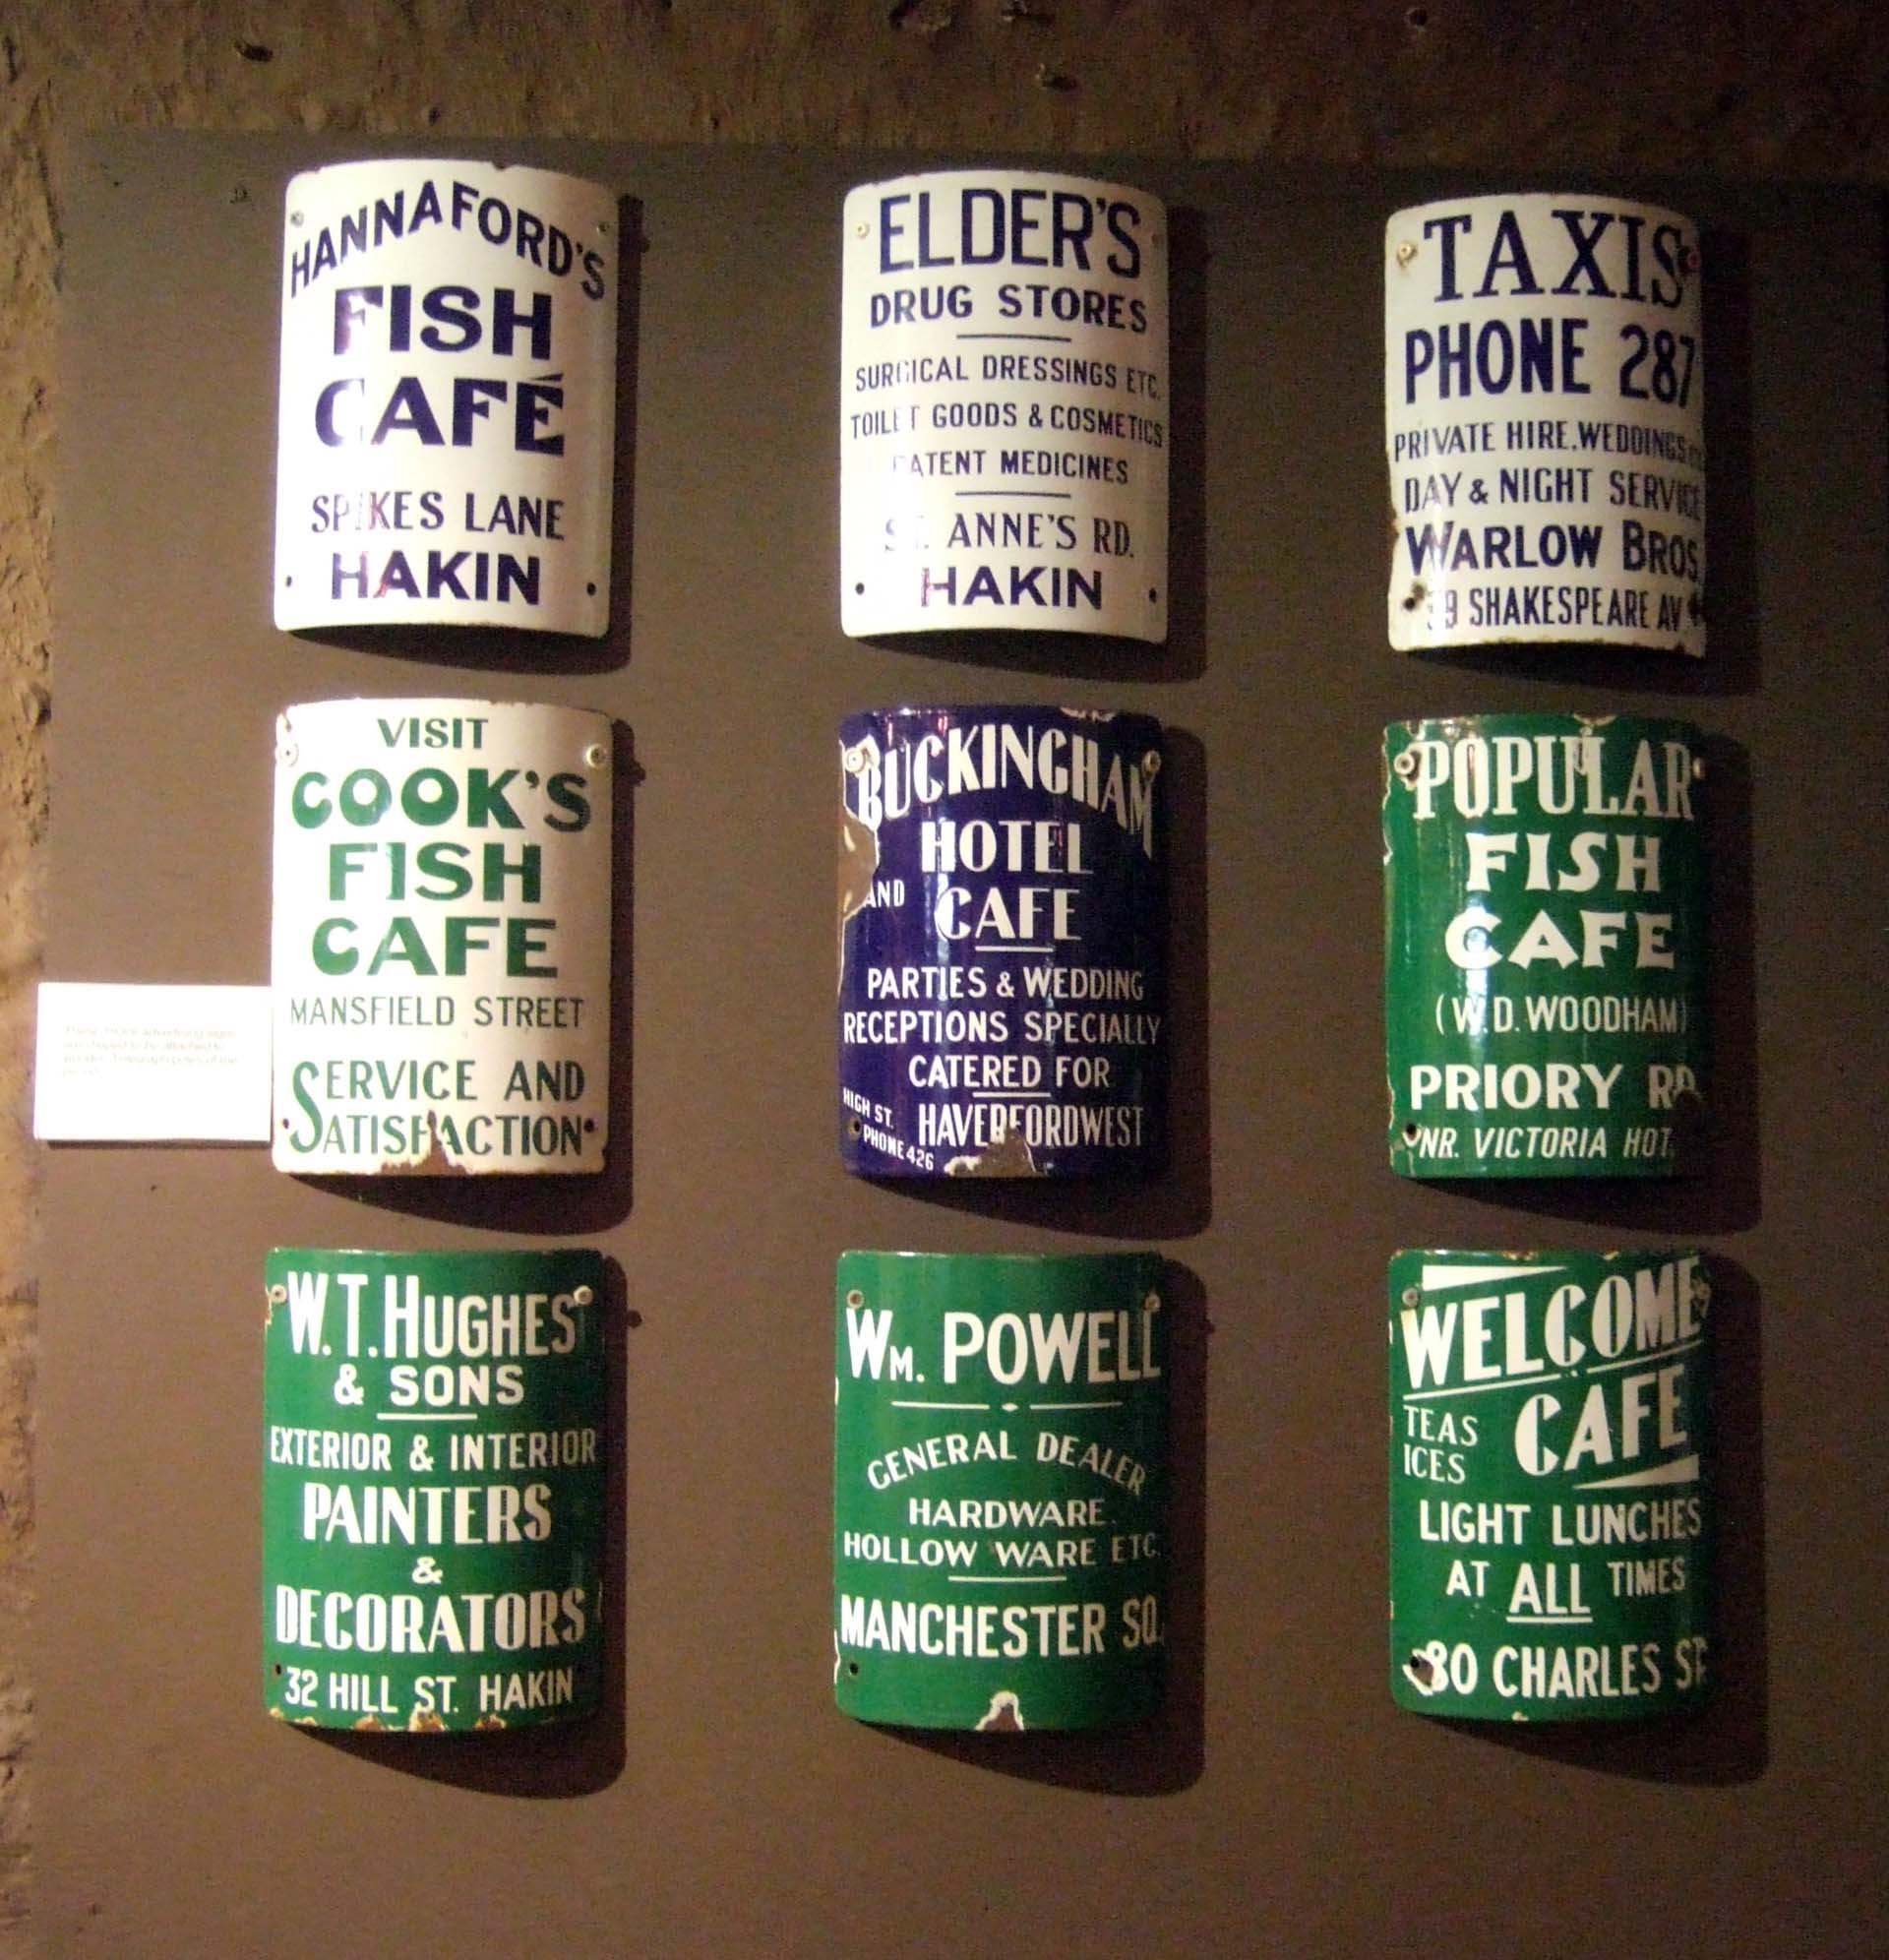 HANNAFORD'S
FISH
CAFÉ
SPIKES LANE
HAKIN
ELDER'S
DRUG STORES
SURGICAL DRESSINGS ETC.
TOILET GOODS & COSMETICS
PATENT MEDICINES
ST. ANNE'S RD.
HAKIN
TAXIS
PHONE 287
PRIVATE HIRE. WEDDINGS
DAY & NIGHT SERVICE
WARLOW BROS.
SHAKESPEARE AV
VISIT
COOK'S
FISH
CAFE
MANSFIELD STREET
SERVICE AND
SATISFACTION
BUCKINGHAM
HOTEL
AND CAFE
PARTIES & WEDDING
RECEPTIONS SPECIALLY
CATERED FOR
HIGH ST. HAVERFORDWEST
PHONE 426
POPULAR
FISH
CAFE
(W.D. WOODHAM)
PRIORY RD
NR. VICTORIA HOT.
W.T. HUGHES
& SONS
EXTERIOR & INTERIOR
PAINTERS
&
DECORATORS
32 HILL ST. HAKIN
WM. POWELL
GENERAL DEALER
HARDWARE.
HOLLOW WARE ETC.
MANCHESTER SQ.
WELCOME
CAFE
TEAS
ICES
LIGHT LUNCHES
AT ALL TIMES
80 CHARLES ST